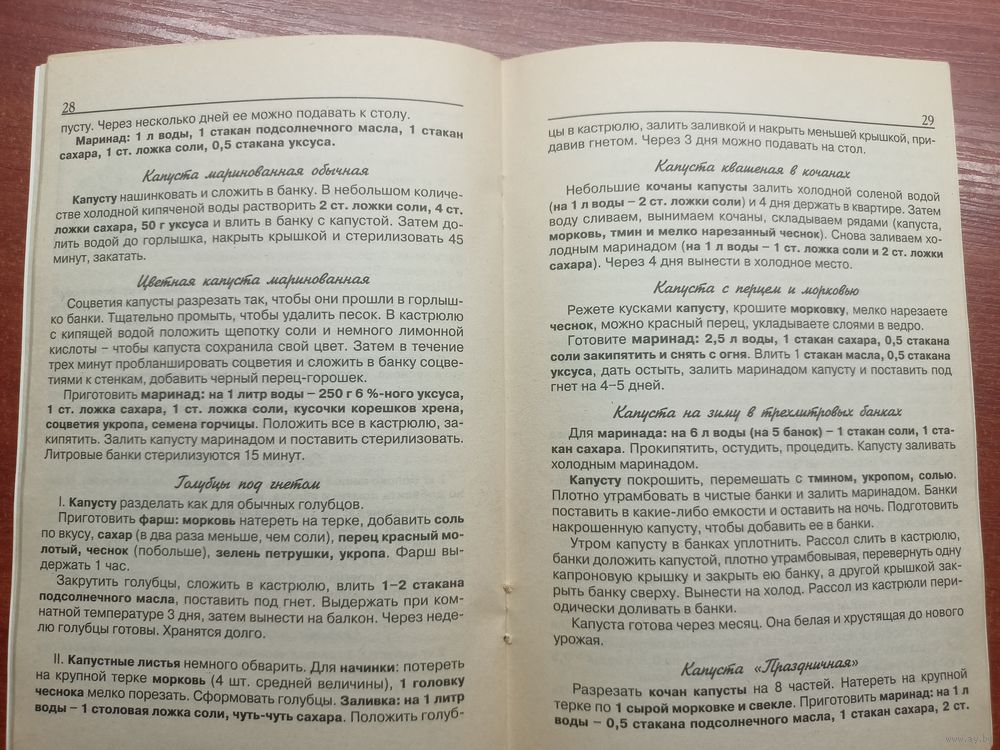 28
пусту. Через несколько дней ее можно подавать к столу.
Маринад: 1 л воды, 1 стакан подсолнечного масла, 1 стакан
сахара, 1 ст. ложка соли, 0,5 стакана уксуса.
Капуста маринованная обычная
Капусту нашинковать и сложить в банку. В небольшом количе-
стве холодной кипяченой воды растворить 2 ст. ложки соли, 4 ст.
ложки сахара, 50 г уксуса и влить в банку с капустой. Затем до-
лить водой до горлышка, накрыть крышкой и стерилизовать 45
минут, закатать.
Цветная капуста маринованная
Соцветия капусты разрезать так, чтобы они прошли в горлыш-
ко банки. Тщательно промыть, чтобы удалить песок. В кастрюлю
с кипящей водой положить щепотку соли и немного лимонной
кислоты – чтобы капуста сохранила свой цвет. Затем в течение
трех минут пробланшировать соцветия и сложить в банку соцве-
тиями к стенкам, добавить черный перец-горошек.
Приготовить маринад: на 1 литр воды – 250 г 6 %-ного уксуса,
1 ст. ложка сахара, 1 ст. ложка соли, кусочки корешков хрена,
соцветия укропа, семена горчицы. Положить все в кастрюлю, за-
кипятить. Залить капусту маринадом и поставить стерилизовать.
Литровые банки стерилизуются 15 минут.
Голубцы под гнетом
I. Капусту разделать как для обычных голубцов.
Приготовить фарш: морковь натереть на терке, добавить соль
по вкусу, сахар (в два раза меньше, чем соли), перец красный мо-
лотый, чеснок (побольше), зелень петрушки, укропа. Фарш вы-
держать 1 час.
Закрутить голубцы, сложить в кастрюлю, влить 1–2 стакана
подсолнечного масла, поставить под гнет. Выдержать при ком-
натной температуре 3 дня, затем вынести на балкон. Через неде-
лю голубцы готовы. Хранятся долго.
II. Капустные листья немного обварить. Для начинки: потереть
на крупной терке морковь (4 шт. средней величины), 1 головку
чеснока мелко порезать. Сформовать голубцы. Заливка: на 1 литр
воды – 1 столовая ложка соли, чуть-чуть сахара. Положить голуб-
29
цы в кастрюлю, залить заливкой и накрыть меньшей крышкой, при-
давив гнетом. Через 3 дня можно подавать на стол.
Капуста квашеная в кочанах
Небольшие кочаны капусты залить холодной соленой водой
(на 1 л воды – 2 ст. ложки соли) и 4 дня держать в квартире. Затем
воду сливаем, вынимаем кочаны, складываем рядами (капуста,
морковь, тмин и мелко нарезанный чеснок). Снова заливаем хо-
лодным маринадом (на 1 л воды – 1 ст. ложка соли и 2 ст. ложки
сахара). Через 4 дня вынести в холодное место.
Капуста с перцем и морковью
Режете кусками капусту, крошите морковку, мелко нарезаете
чеснок, можно красный перец, укладываете слоями в ведро.
Готовите маринад: 2,5 л воды, 1 стакан сахара, 0,5 стакана
соли закипятить и снять с огня. Влить 1 стакан масла, 0,5 стакана
уксуса, дать остыть, залить маринадом капусту и поставить под
гнет на 4–5 дней.
Капуста на зиму в трехлитровых банках
Для маринада: на 6 л воды (на 5 банок) – 1 стакан соли, 1 ста-
кан сахара. Прокипятить, остудить, процедить. Капусту заливать
холодным маринадом.
Капусту покрошить, перемешать с тмином, укропом, солью.
Плотно утрамбовать в чистые банки и залить маринадом. Банки
поставить в какие-либо емкости и оставить на ночь. Подготовить
накрошенную капусту, чтобы добавить ее в банки.
Утром капусту в банках уплотнить. Рассол слить в кастрюлю,
банки доложить капустой, плотно утрамбовывая, перевернуть одну
капроновую крышку и закрыть ею банку, а другой крышкой зак-
рыть банку сверху. Вынести на холод. Рассол из кастрюли пери-
одически доливать в банки.
Капуста готова через месяц. Она белая и хрустящая до нового
урожая.
Капуста «Праздничная»
Разрезать кочан капусты на 8 частей. Натереть на крупной
терке по 1 сырой морковке и свекле. Приготовить маринад: на 1 л
воды – 0,5 стакана подсолнечного масла, 1 стакан сахара, 2 ст.
www.ay.by